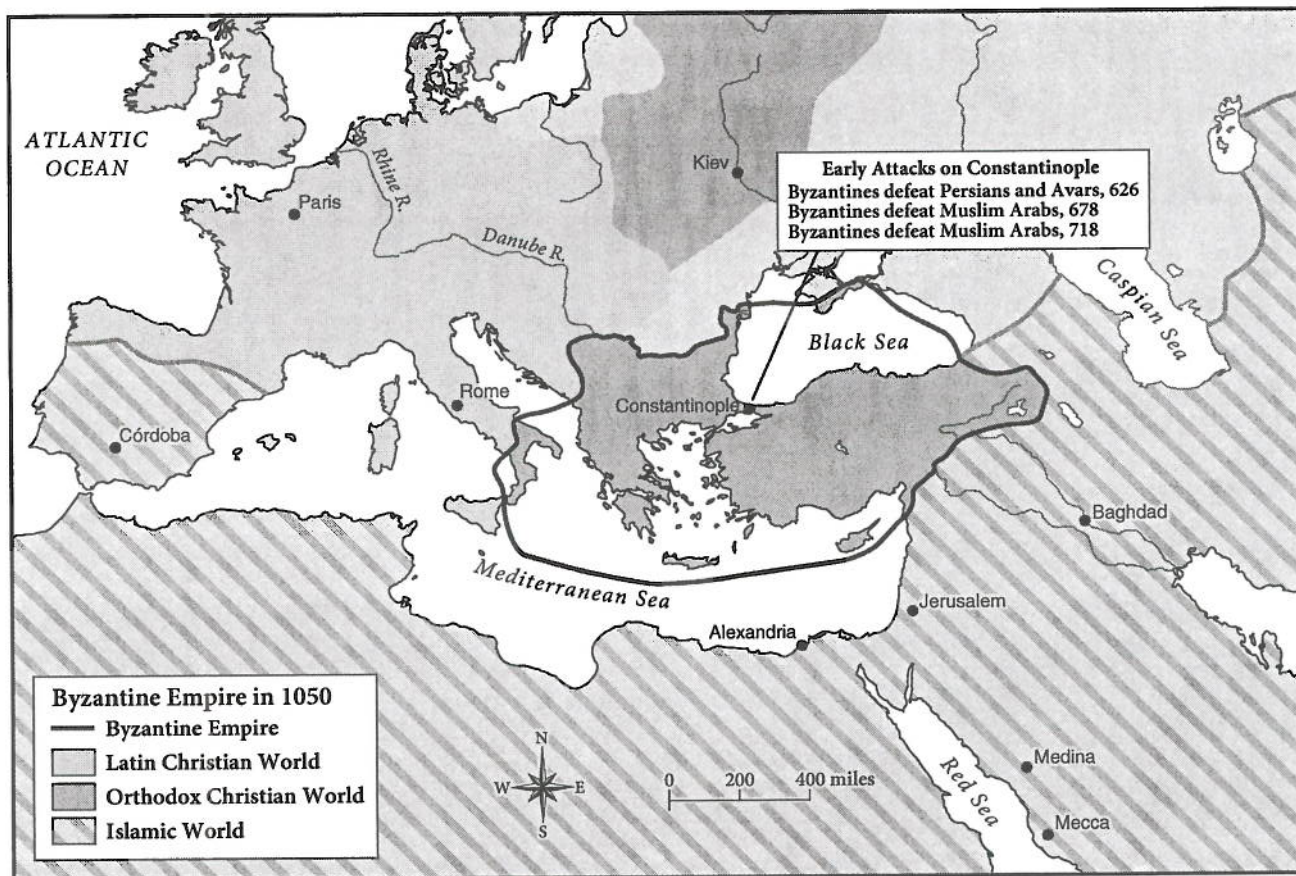 ATLANTIC
OCEAN
Rhine R.
Paris
Danube R.
Kiev
Early Attacks on Constantinople
Byzantines defeat Persians and Avars, 626
Byzantines defeat Muslim Arabs, 678
Byzantines defeat Muslim Arabs, 718
Caspian Sea
Black Sea
Rome
Constantinople
Córdoba
Baghdad
Mediterranean Sea
Jerusalem
Alexandria
Byzantine Empire in 1050
Byzantine Empire
Latin Christian World
Orthodox Christian World
Islamic World
N
W E
S
0 200 400 miles
Red Sea
Medina
Mecca